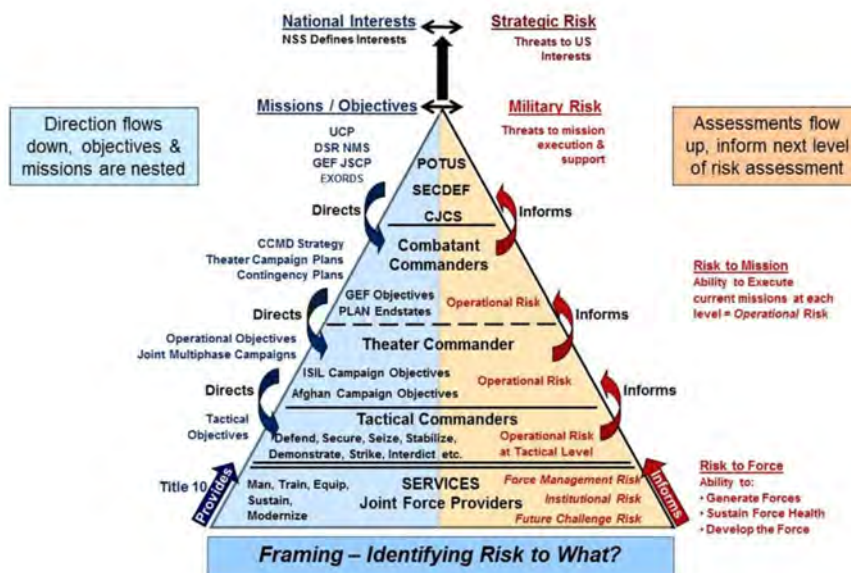 National Interests
NSS Defines Interests
Strategic Risk
Threats to US
Interests
Missions / Objectives
Military Risk
Threats to mission
execution &
support
Direction flows
down, objectives &
missions are nested
Assessments flow
up, inform next level
of risk assessment
UCP
DSR NMS
GEF JSCP
EXORDS
POTUS
SECDEF
CJCS
Directs
Informs
CCMD Strategy
Theater Campaign Plans
Contingency Plans
Combatant
Commanders
GEF Objectives
PLAN Endstates
Operational Risk
Directs
Informs
Risk to Mission
Ability to Execute
current missions at each
level = Operational Risk
Operational Objectives
Joint Multiphase Campaigns
Theater Commander
ISIL Campaign Objectives
Afghan Campaign Objectives
Operational Risk
Directs
Informs
Tactical
Objectives
Tactical Commanders
Defend, Secure, Seize, Stabilize,
Demonstrate, Strike, Interdict etc.
Operational Risk
at Tactical Level
Title 10
Provides
Man, Train, Equip,
Sustain,
Modernize
SERVICES
Joint Force Providers
Force Management Risk
Institutional Risk
Future Challenge Risk
Informs
Risk to Force
Ability to:
• Generate Forces
• Sustain Force Health
• Develop the Force
Framing – Identifying Risk to What?